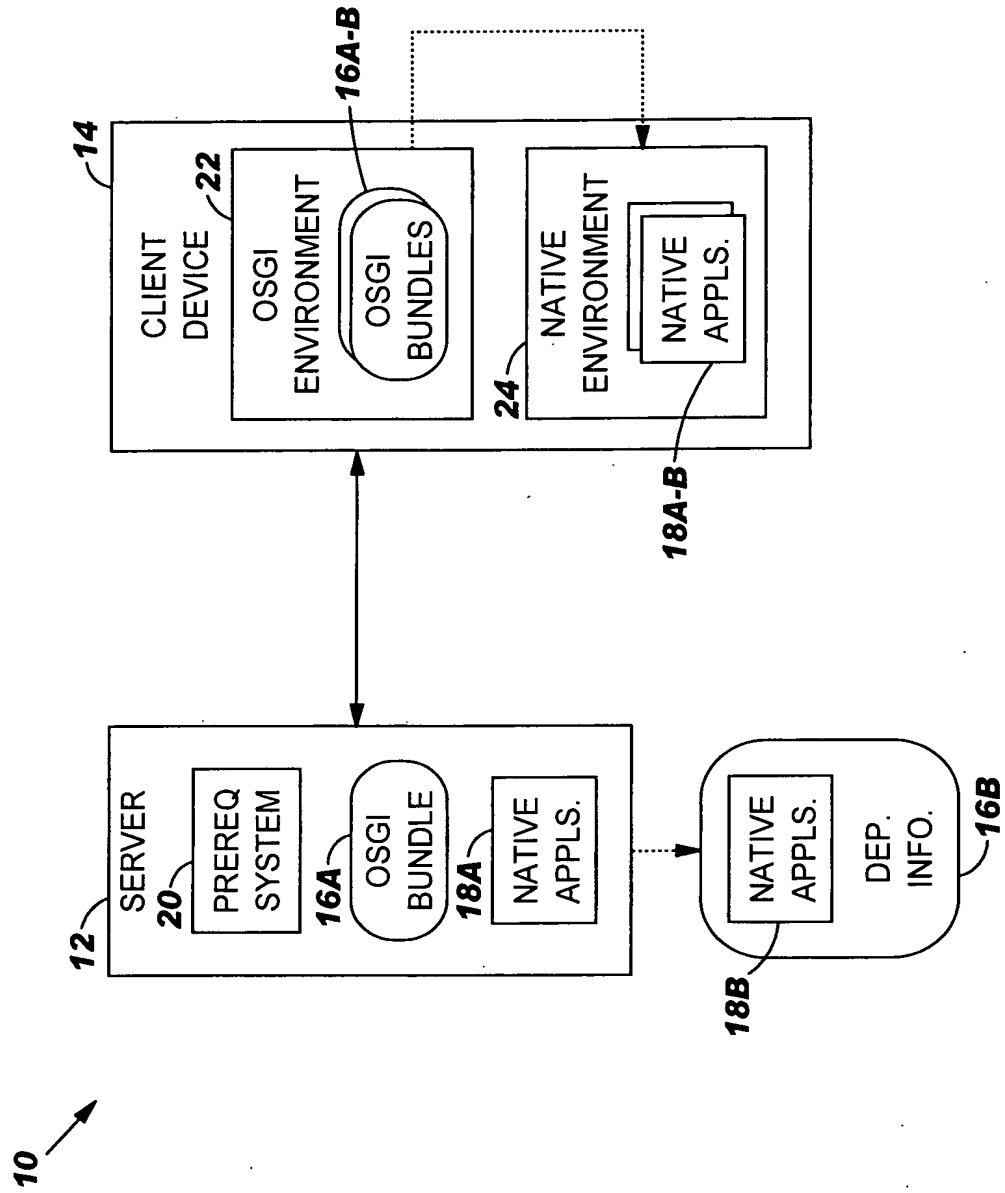 10
12
SERVER
20
PREREQ
SYSTEM
16A
OSGI
BUNDLE
18A
NATIVE
APPLS.
18B
NATIVE
APPLS.
DEP.
INFO.
16B
14
CLIENT
DEVICE
22
OSGI
ENVIRONMENT
16A-B
OSGI
BUNDLES
24
NATIVE
ENVIRONMENT
NATIVE
APPLS.
18A-B